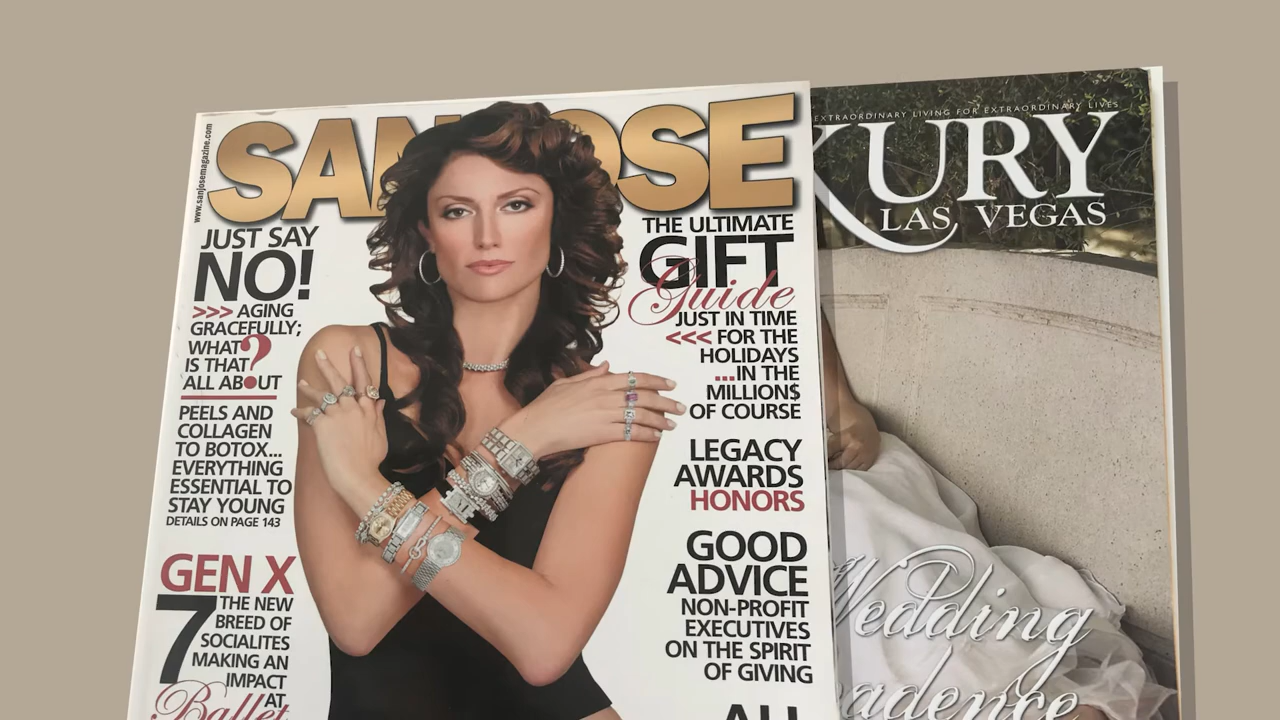 www.sanjosemagazine.com
SAN JOSE
JUST SAY
NO!
>>> AGING
GRACEFULLY;
WHAT?
IS THAT
ALL ABOUT
PEELS AND
COLLAGEN
TO BOTOX...
EVERYTHING
ESSENTIAL TO
STAY YOUNG
DETAILS ON PAGE 143
GEN X
7 THE NEW
BREED OF
SOCIALITES
MAKING AN
IMPACT
AT
Ballet
THE ULTIMATE
GIFT
Guide
JUST IN TIME
<<< FOR THE
HOLIDAYS
...IN THE
MILLION$
OF COURSE
LEGACY
AWARDS
HONORS
GOOD
ADVICE
NON-PROFIT
EXECUTIVES
ON THE SPIRIT
OF GIVING
ALL
EXTRAORDINARY LIVING FOR EXTRAORDINARY LIVES
XURY
LAS VEGAS
Wedding
adence